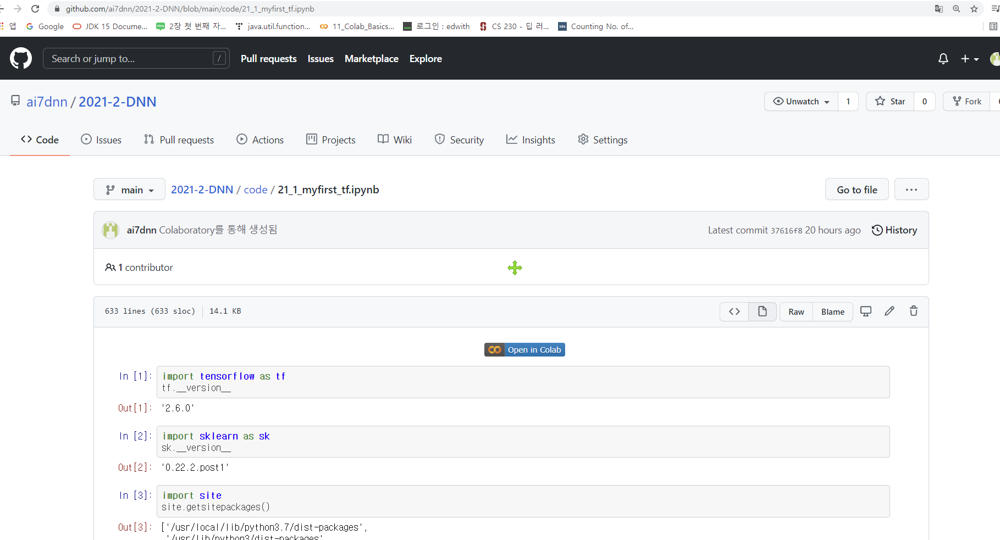 github.com/ai7dnn/2021-2-DNN/blob/main/code/21_1_myfirst_tf.ipynb
앱 Google JDK 15 Docume... 2장 첫 번째 자... java.util.function... 11_Colab_Basics... 로그인 : edwith CS 230 - 딥 러... tds Counting No. of...
Search or jump to... / Pull requests Issues Marketplace Explore
ai7dnn / 2021-2-DNN Unwatch 1 Star 0 Fork
Code Issues Pull requests Actions Projects Wiki Security Insights Settings
main 2021-2-DNN / code / 21_1_myfirst_tf.ipynb Go to file ...
ai7dnn Colaboratory를 통해 생성됨 Latest commit 37616f8 20 hours ago History
1 contributor
633 lines (633 sloc) 14.1 KB <> Raw Blame
Open in Colab
In [1]: import tensorflow as tf
tf.__version__
Out[1]: '2.6.0'
In [2]: import sklearn as sk
sk.__version__
Out[2]: '0.22.2.post1'
In [3]: import site
site.getsitepackages()
Out[3]: ['/usr/local/lib/python3.7/dist-packages',
'/usr/lib/python3/dist-packages'